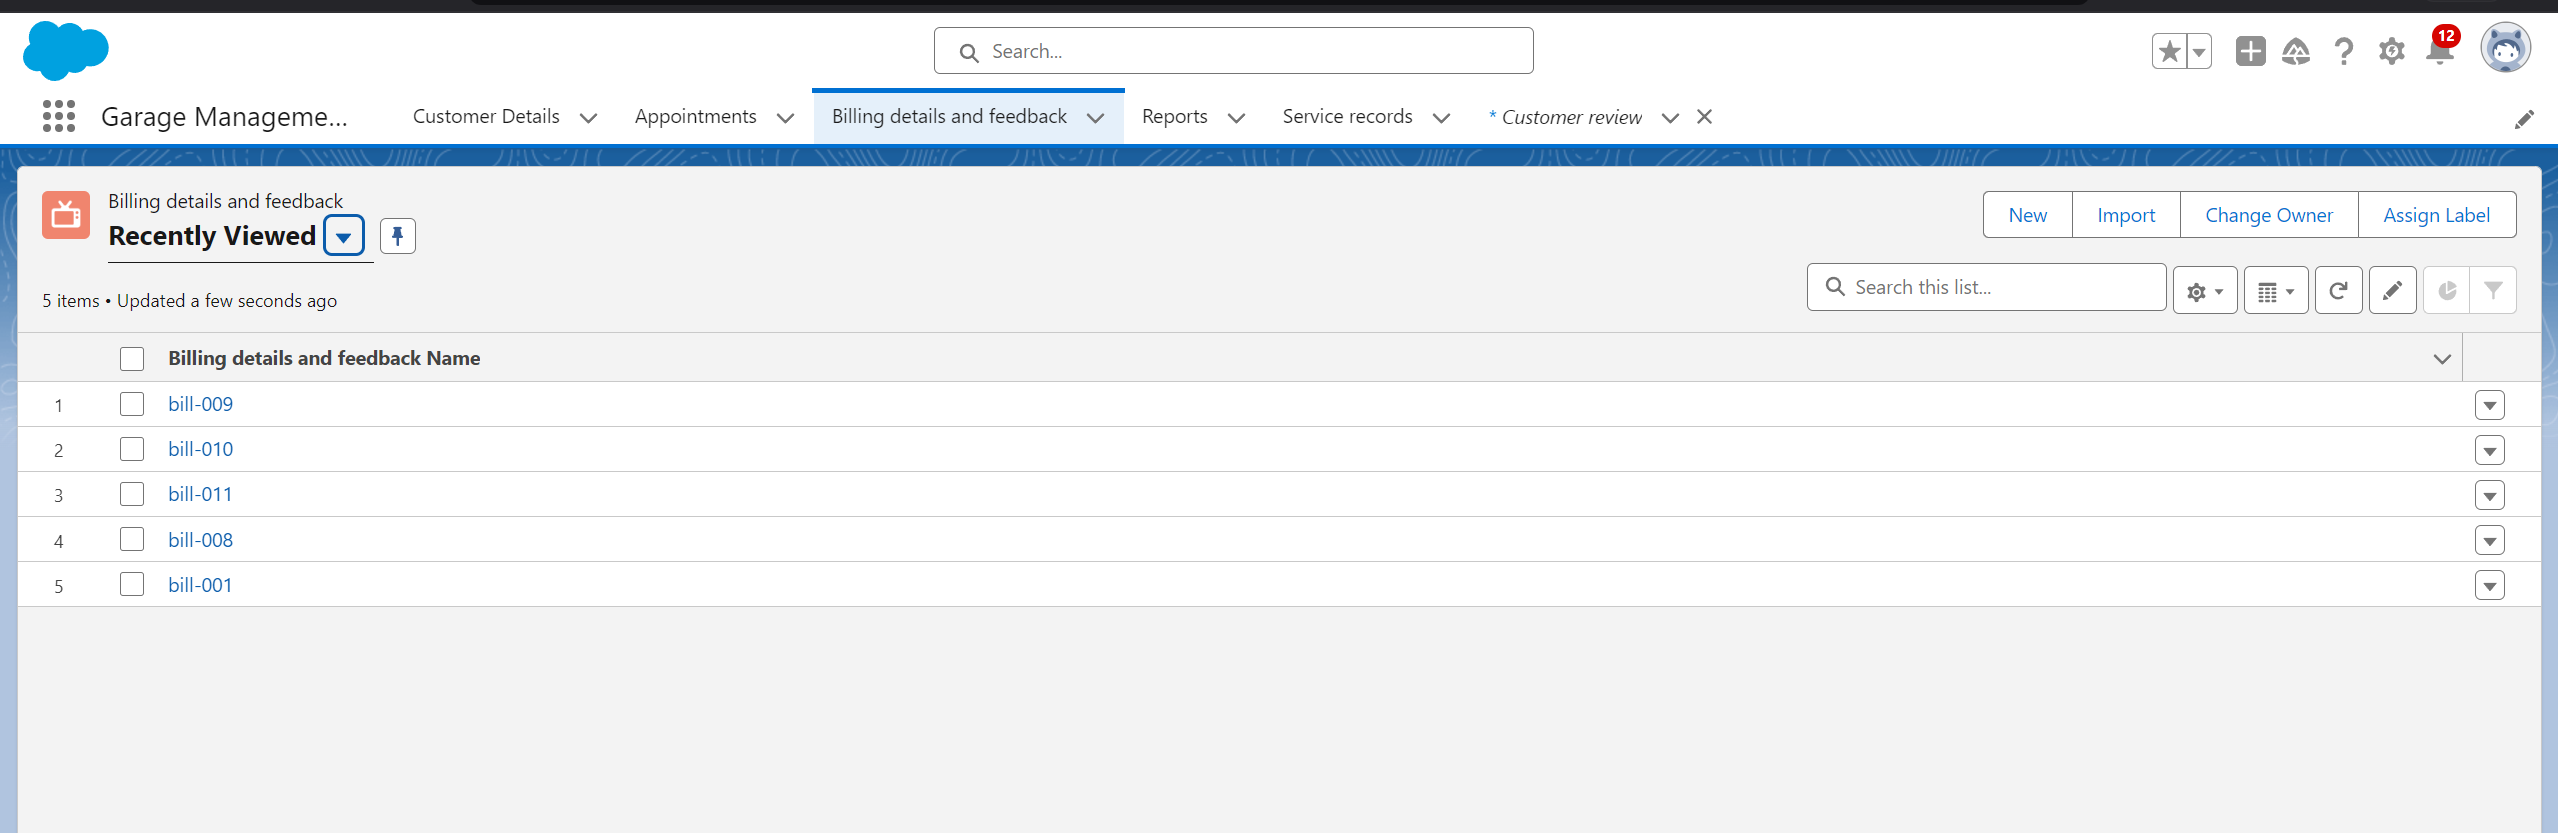 Search...
12
Garage Manageme...
Customer Details
Appointments
Billing details and feedback
Reports
Service records
* Customer review
Billing details and feedback
Recently Viewed
New
Import
Change Owner
Assign Label
5 items • Updated a few seconds ago
Search this list...
Billing details and feedback Name
1 bill-009
2 bill-010
3 bill-011
4 bill-008
5 bill-001